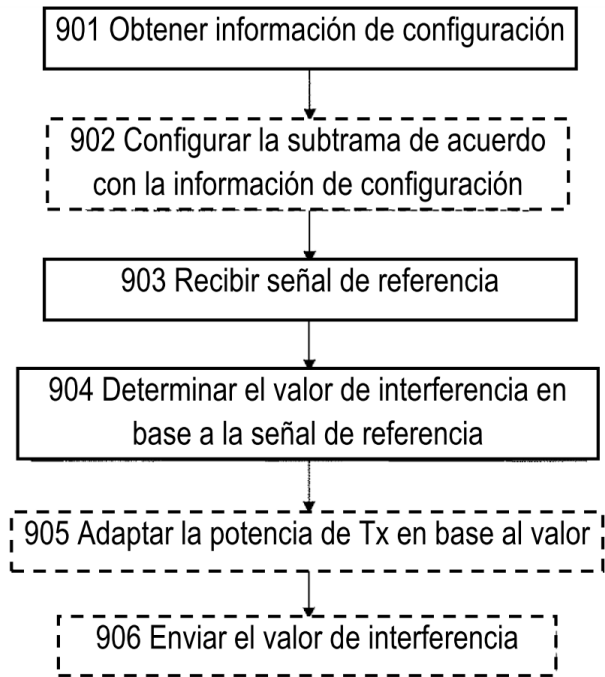 901 Obtener información de configuración
902 Configurar la subtrama de acuerdo
con la información de configuración
903 Recibir señal de referencia
904 Determinar el valor de interferencia en
base a la señal de referencia
905 Adaptar la potencia de Tx en base al valor
906 Enviar el valor de interferencia